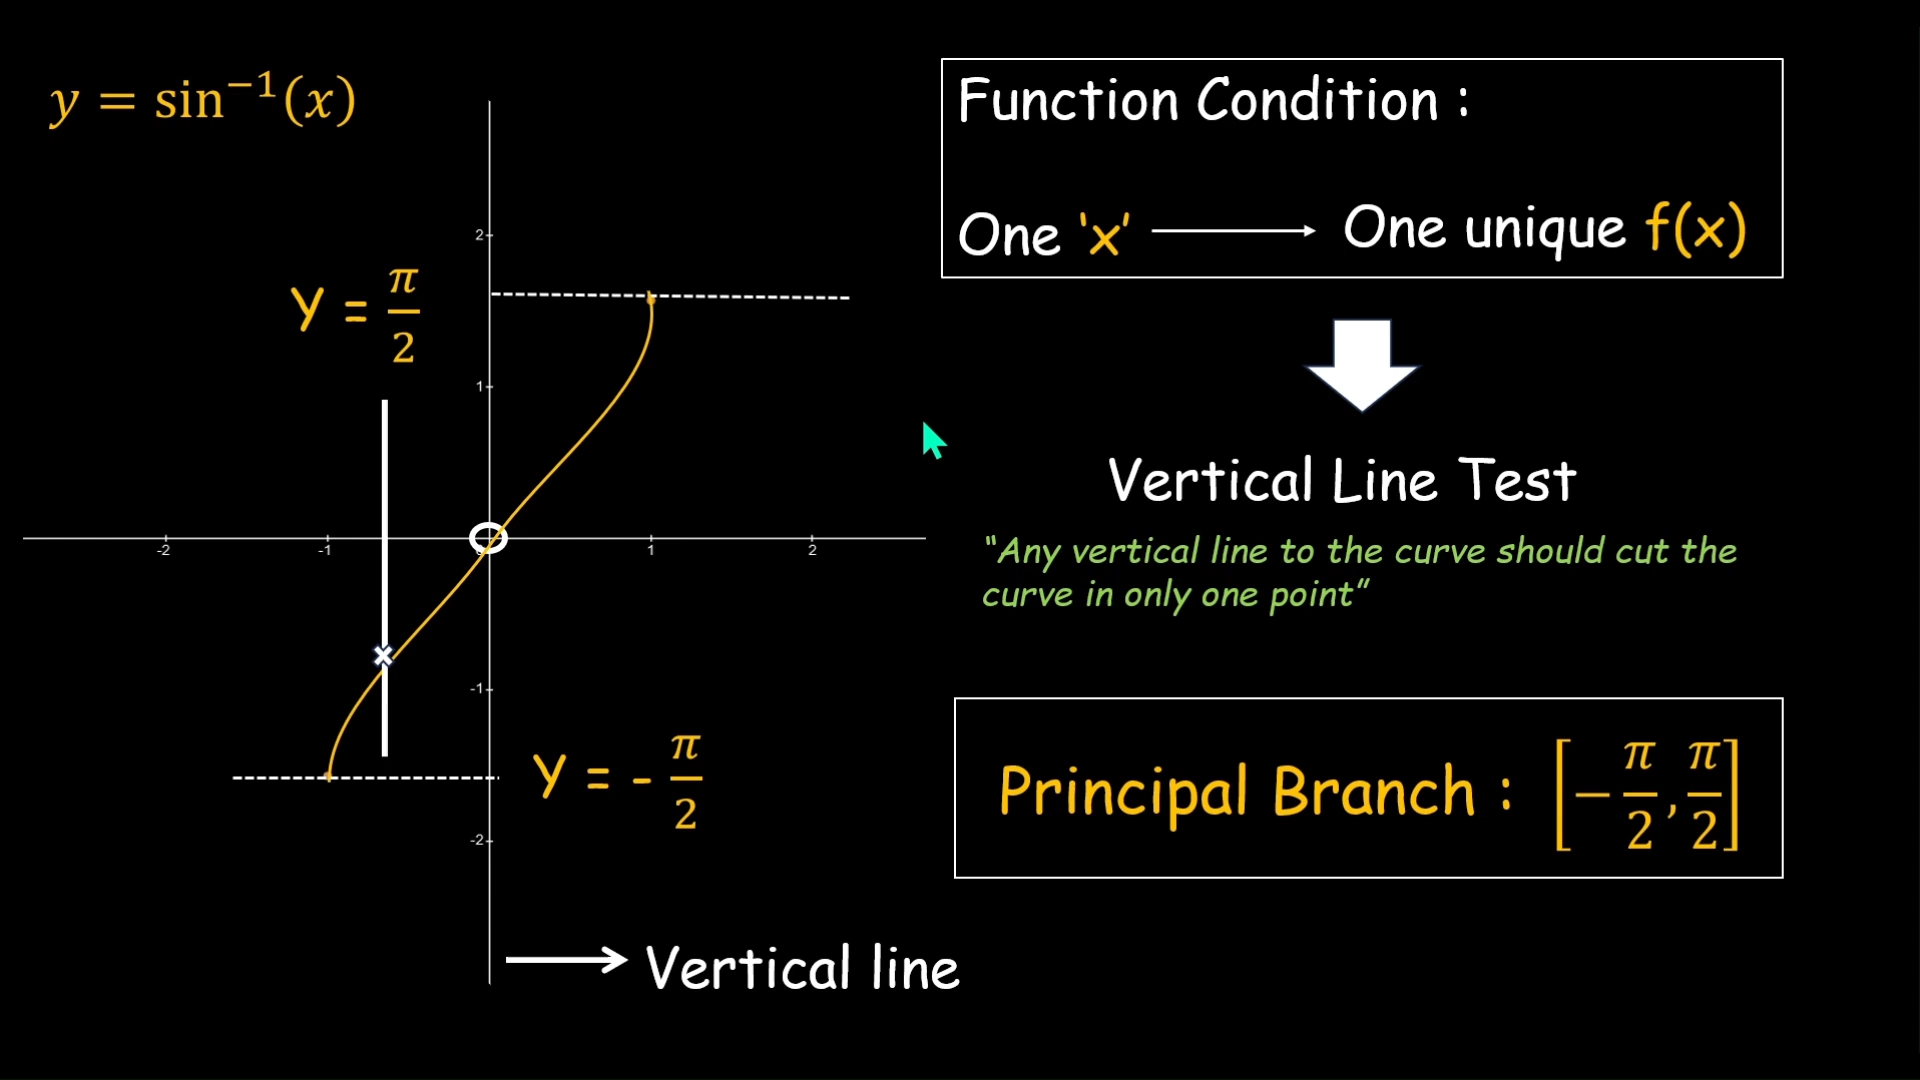 y = sin⁻¹(x)
Function Condition :
One 'x' → One unique f(x)
2
Y = π/2
1
Vertical Line Test
"Any vertical line to the curve should cut the
curve in only one point"
-2 -1 0 1 2
-1
Y = - π/2
Principal Branch : [−π/2, π/2]
-2
→ Vertical line